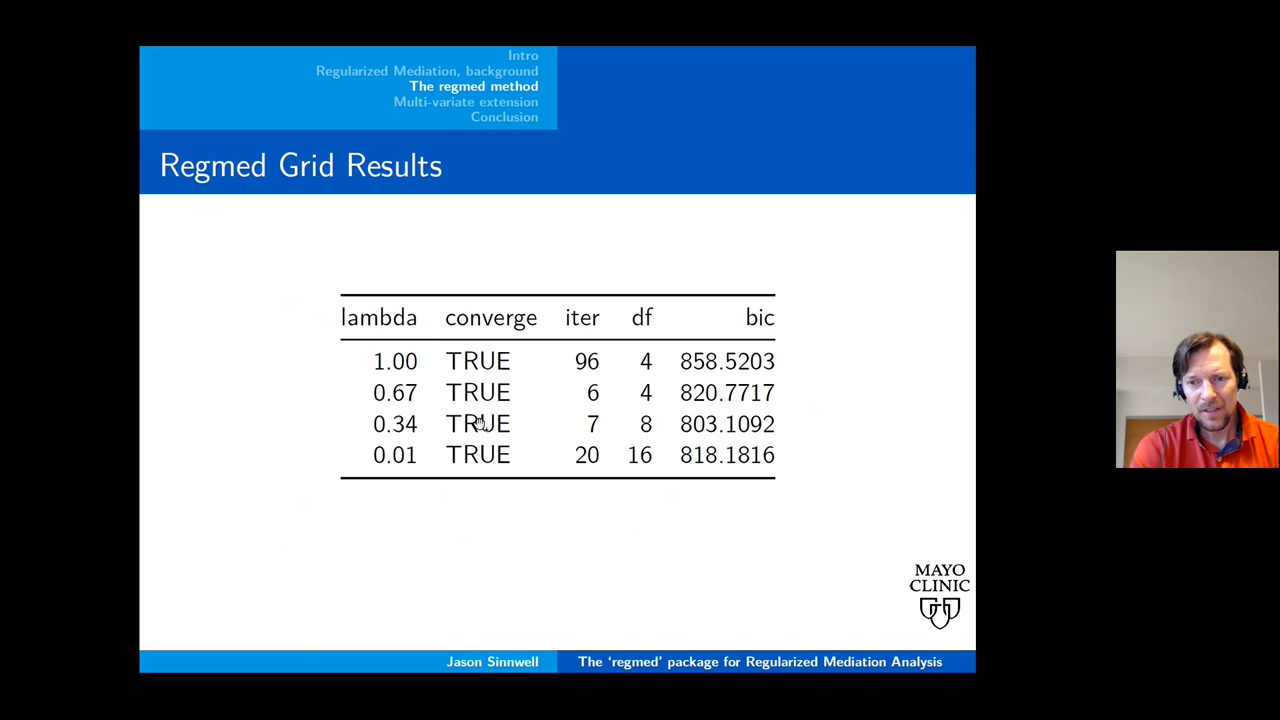 Intro
Regularized Mediation, background
The regmed method
Multi-variate extension
Conclusion
Regmed Grid Results
lambda converge iter df bic
1.00 TRUE 96 4 858.5203
0.67 TRUE 6 4 820.7717
0.34 TRUE 7 8 803.1092
0.01 TRUE 20 16 818.1816
MAYO
CLINIC
Jason Sinnwell The ‘regmed’ package for Regularized Mediation Analysis